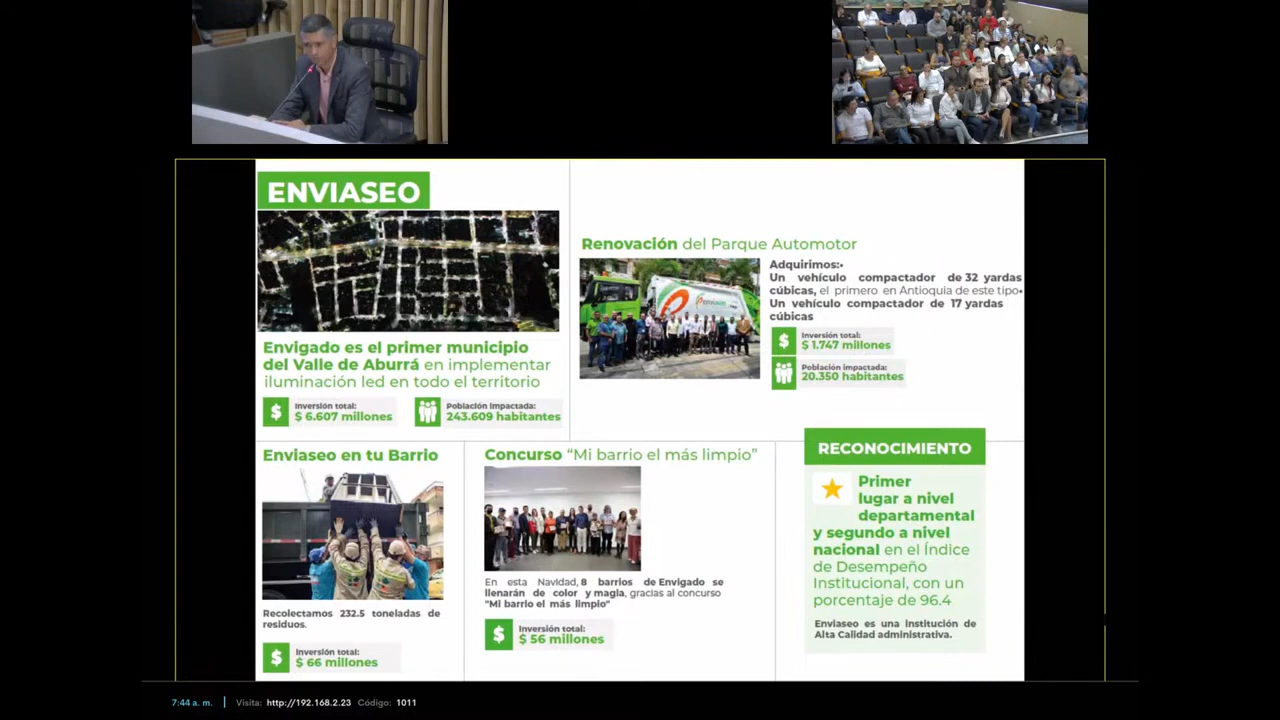 ENVIASEO
Envigado es el primer municipio
del Valle de Aburrá en implementar
iluminación led en todo el territorio
Inversión total:
$ 6.607 millones
Población impactada:
243.609 habitantes
Renovación del Parque Automotor
Adquirimos:•
Un vehículo compactador de 32 yardas
cúbicas, el primero en Antioquia de este tipo•
Un vehículo compactador de 17 yardas
cúbicas
Inversión total:
$ 1.747 millones
Población impactada:
20.350 habitantes
Enviaseo en tu Barrio
Recolectamos 232.5 toneladas de
residuos.
Inversión total:
$ 66 millones
Concurso “Mi barrio el más limpio”
En esta Navidad, 8 barrios de Envigado se
llenarán de color y magia, gracias al concurso
"Mi barrio el más limpio"
Inversión total:
$ 56 millones
RECONOCIMIENTO
Primer
lugar a nivel
departamental
y segundo a nivel
nacional en el Índice
de Desempeño
Institucional, con un
porcentaje de 96.4
Enviaseo es una institución de
Alta Calidad administrativa.
7:44 a. m. | Visita: http://192.168.2.23 Código: 1011